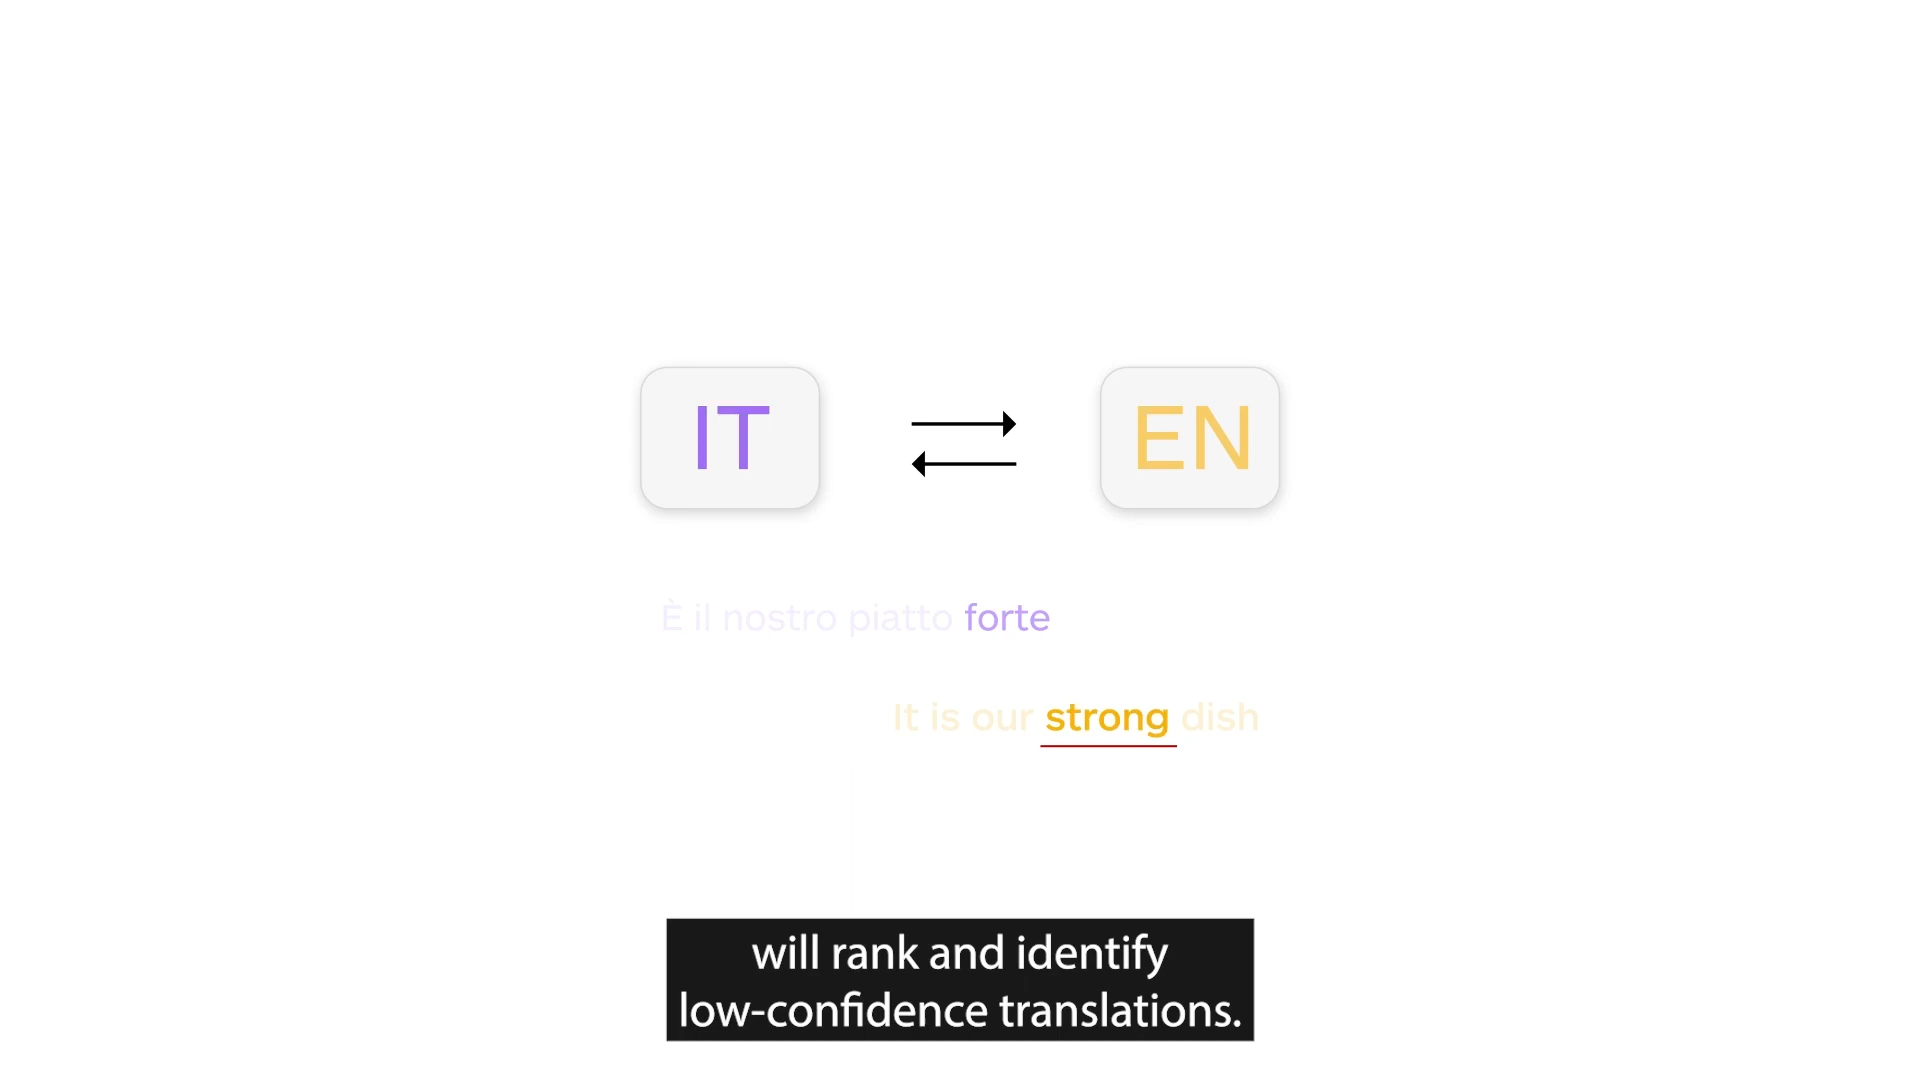 IT
EN
È il nostro piatto forte
It is our strong dish
will rank and identify
low-confidence translations.